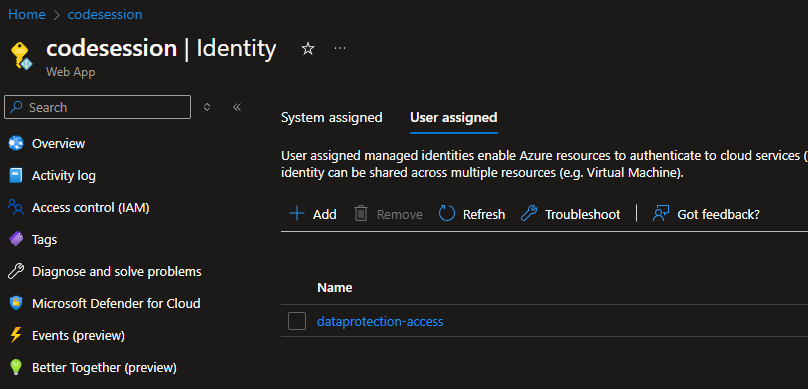 Home > codesession
codesession | Identity
Web App
Search
Overview
Activity log
Access control (IAM)
Tags
Diagnose and solve problems
Microsoft Defender for Cloud
Events (preview)
Better Together (preview)
System assigned User assigned
User assigned managed identities enable Azure resources to authenticate to cloud services (
identity can be shared across multiple resources (e.g. Virtual Machine).
Add Remove Refresh Troubleshoot Got feedback?
Name
dataprotection-access